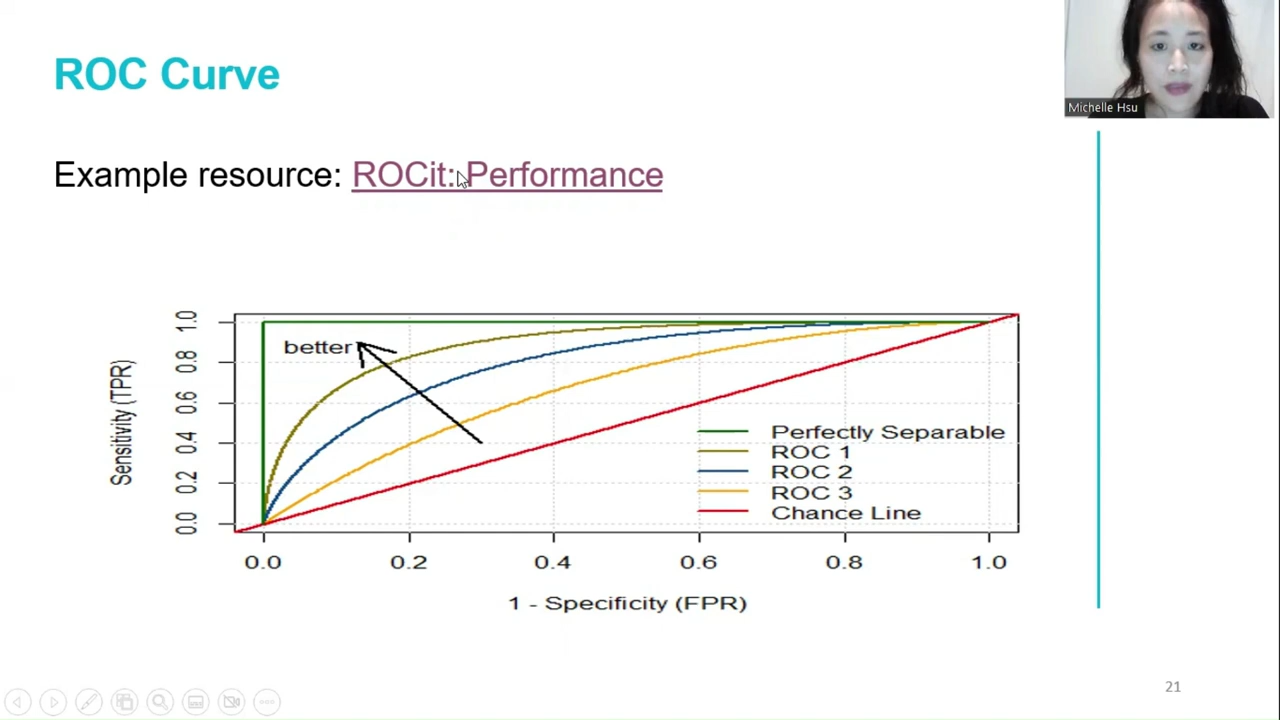 ROC Curve
Michelle Hsu
Example resource: ROCit: Performance
Sensitivity (TPR)
1.0
0.8
0.6
0.4
0.2
0.0
better
Perfectly Separable
ROC 1
ROC 2
ROC 3
Chance Line
0.0 0.2 0.4 0.6 0.8 1.0
1 - Specificity (FPR)
21